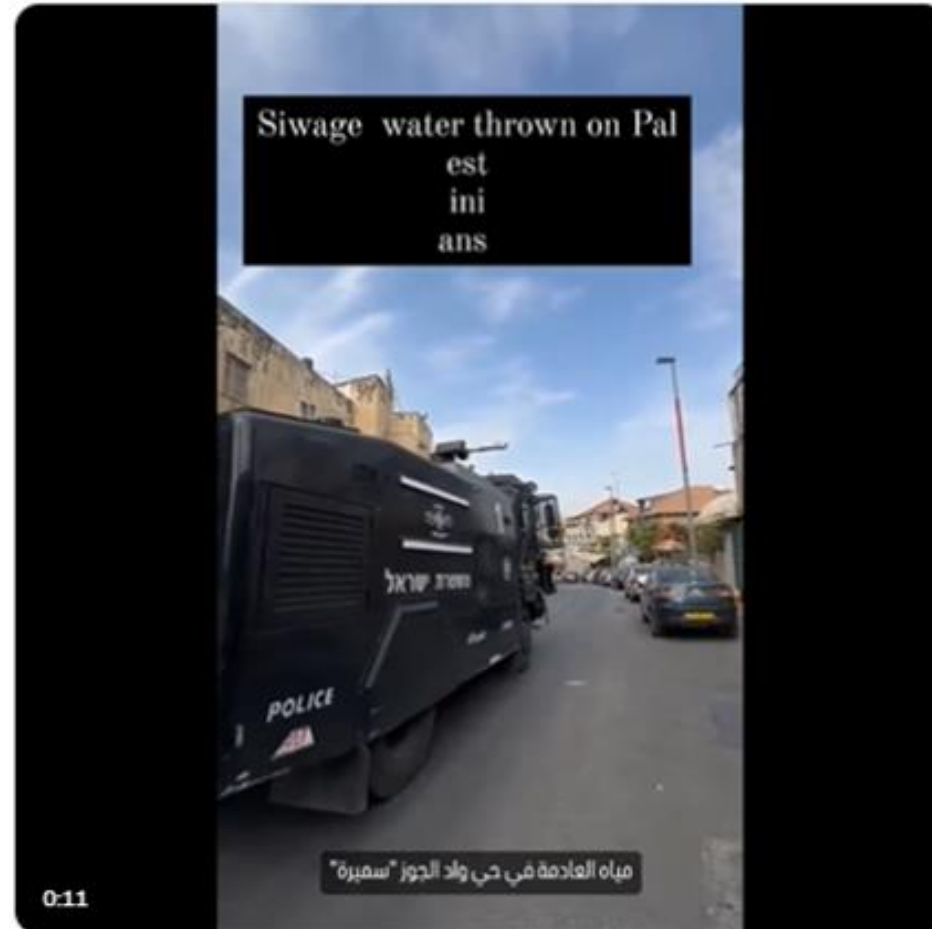 Siwage water thrown on Pal
est
ini
ans
משטרת ישראל
POLICE
مياه العادمة في حي واد الجوز "سميرة"
0:11